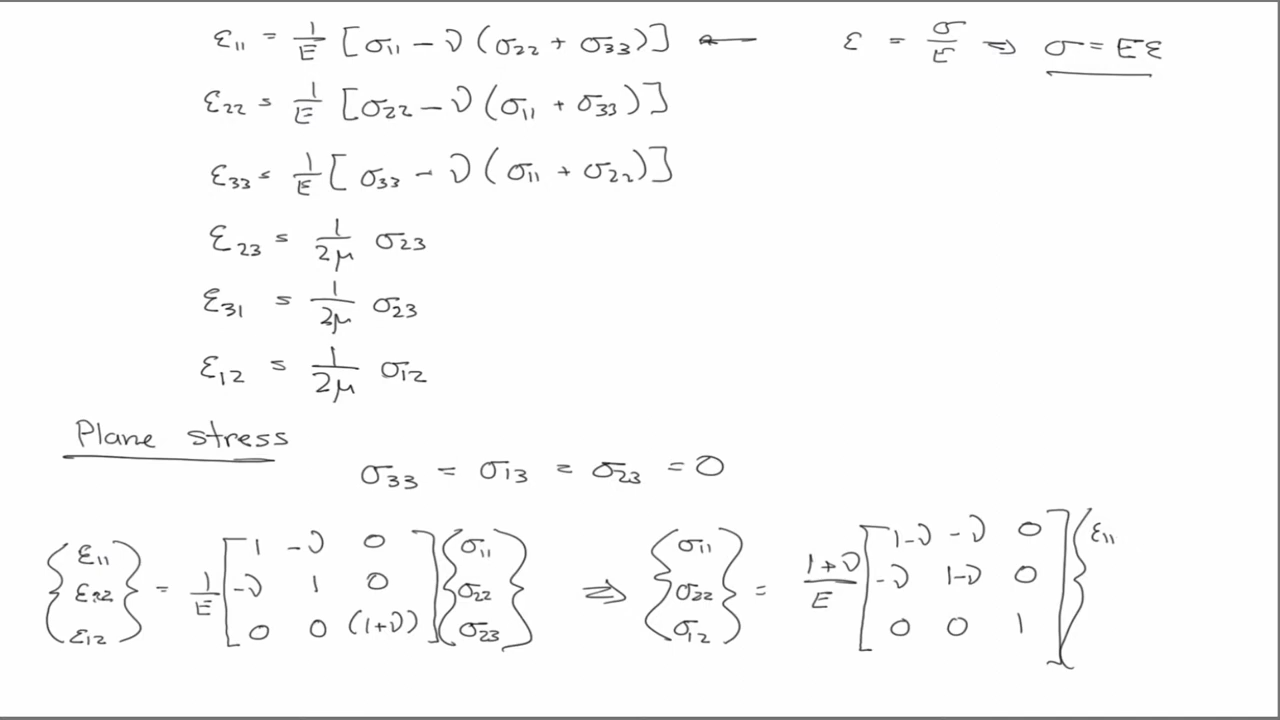 ε₁₁ = 1/E [σ₁₁ − ν (σ₂₂ + σ₃₃)] ← ε = σ/E ⇒ σ = Eε
ε₂₂ = 1/E [σ₂₂ − ν (σ₁₁ + σ₃₃)]
ε₃₃ = 1/E [σ₃₃ − ν (σ₁₁ + σ₂₂)]
ε₂₃ = 1/2μ σ₂₃
ε₃₁ = 1/2μ σ₂₃
ε₁₂ = 1/2μ σ₁₂
Plane stress
σ₃₃ = σ₁₃ = σ₂₃ = 0
{ε₁₁ ε₂₂ ε₁₂} = 1/E [1 −ν 0; −ν 1 0; 0 0 (1+ν)] {σ₁₁ σ₂₂ σ₂₃} ⇒ {σ₁₁ σ₂₂ σ₁₂} = 1+ν/E [1−ν −ν 0; −ν 1−ν 0; 0 0 1] {ε₁₁